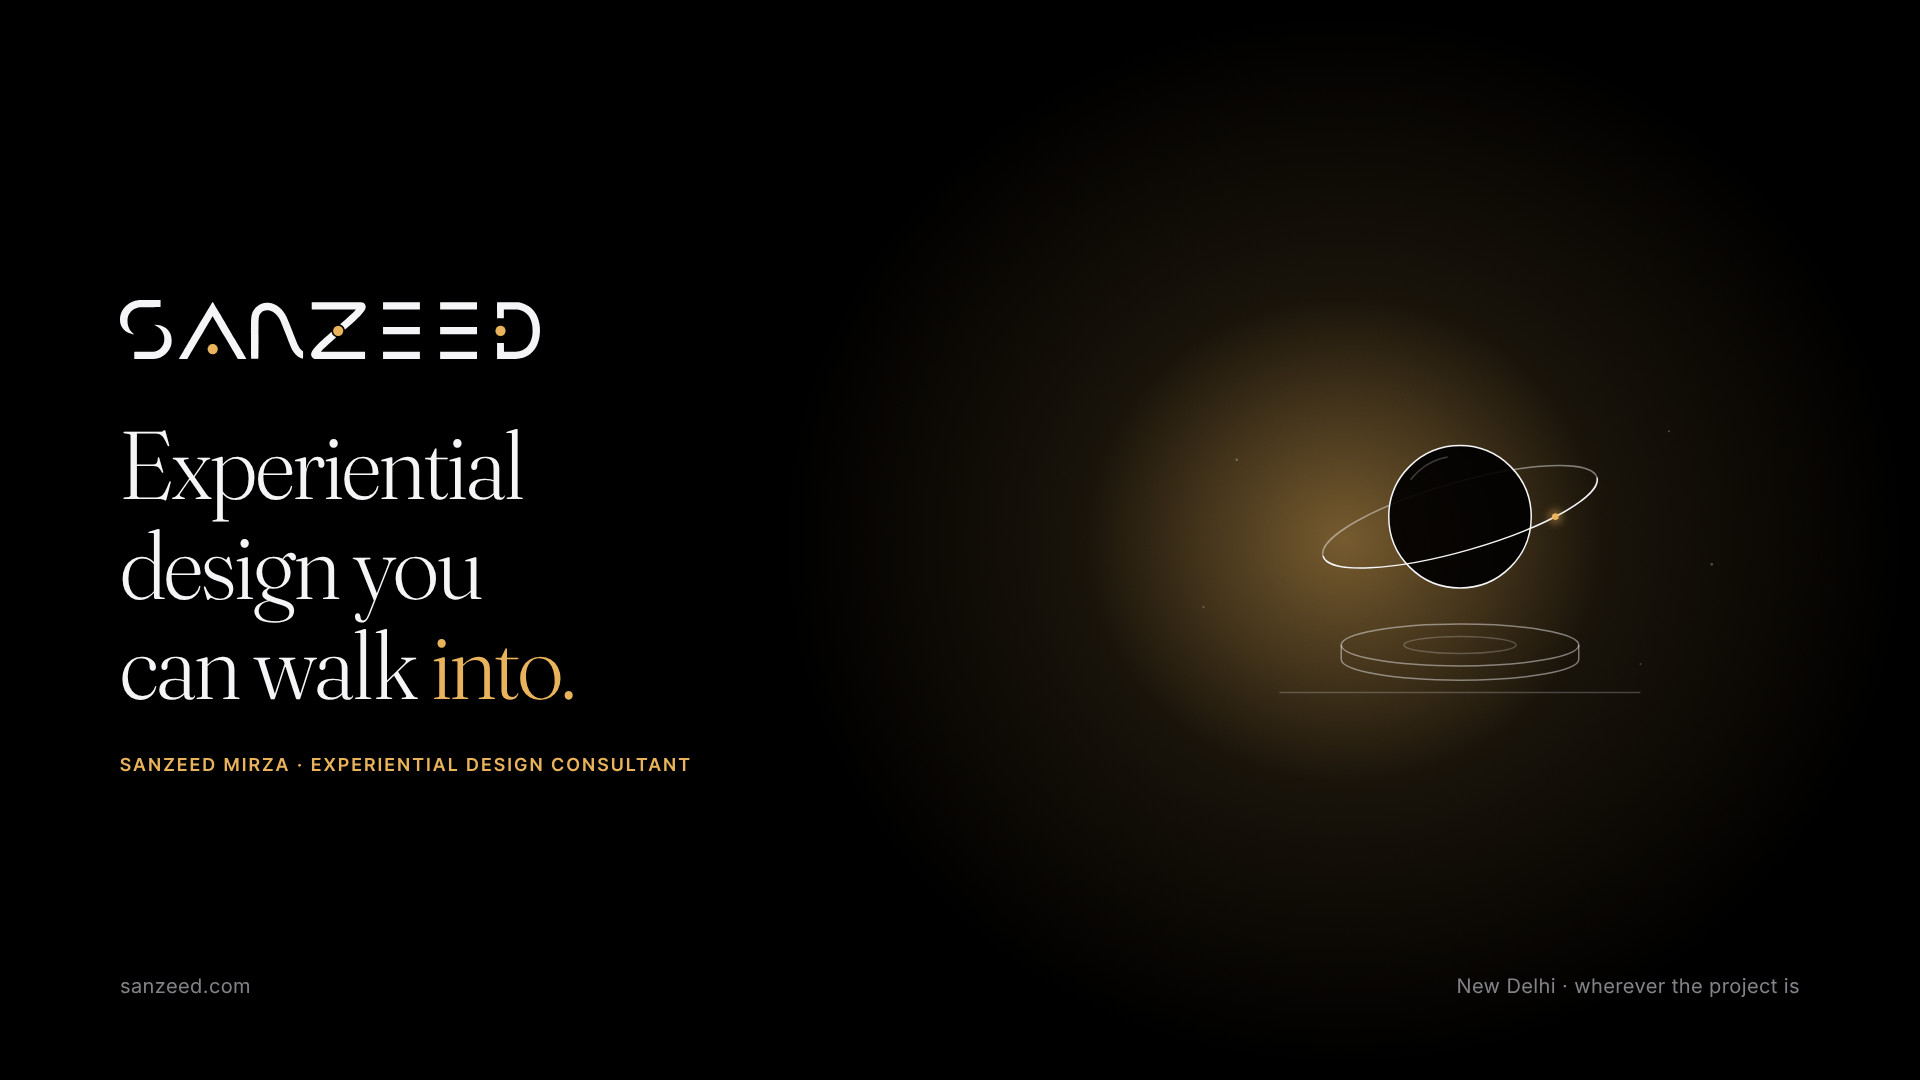 SANZEED
Experiential
design you
can walk into.
SANZEED MIRZA · EXPERIENTIAL DESIGN CONSULTANT
sanzeed.com
New Delhi · wherever the project is